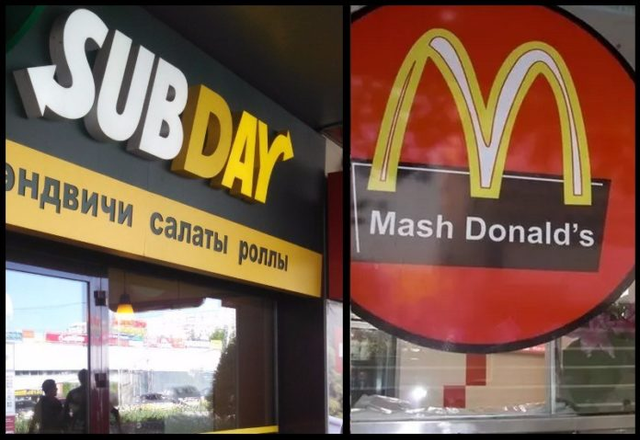 SUBDAY
эндвичи салаты роллы
Mash Donald's